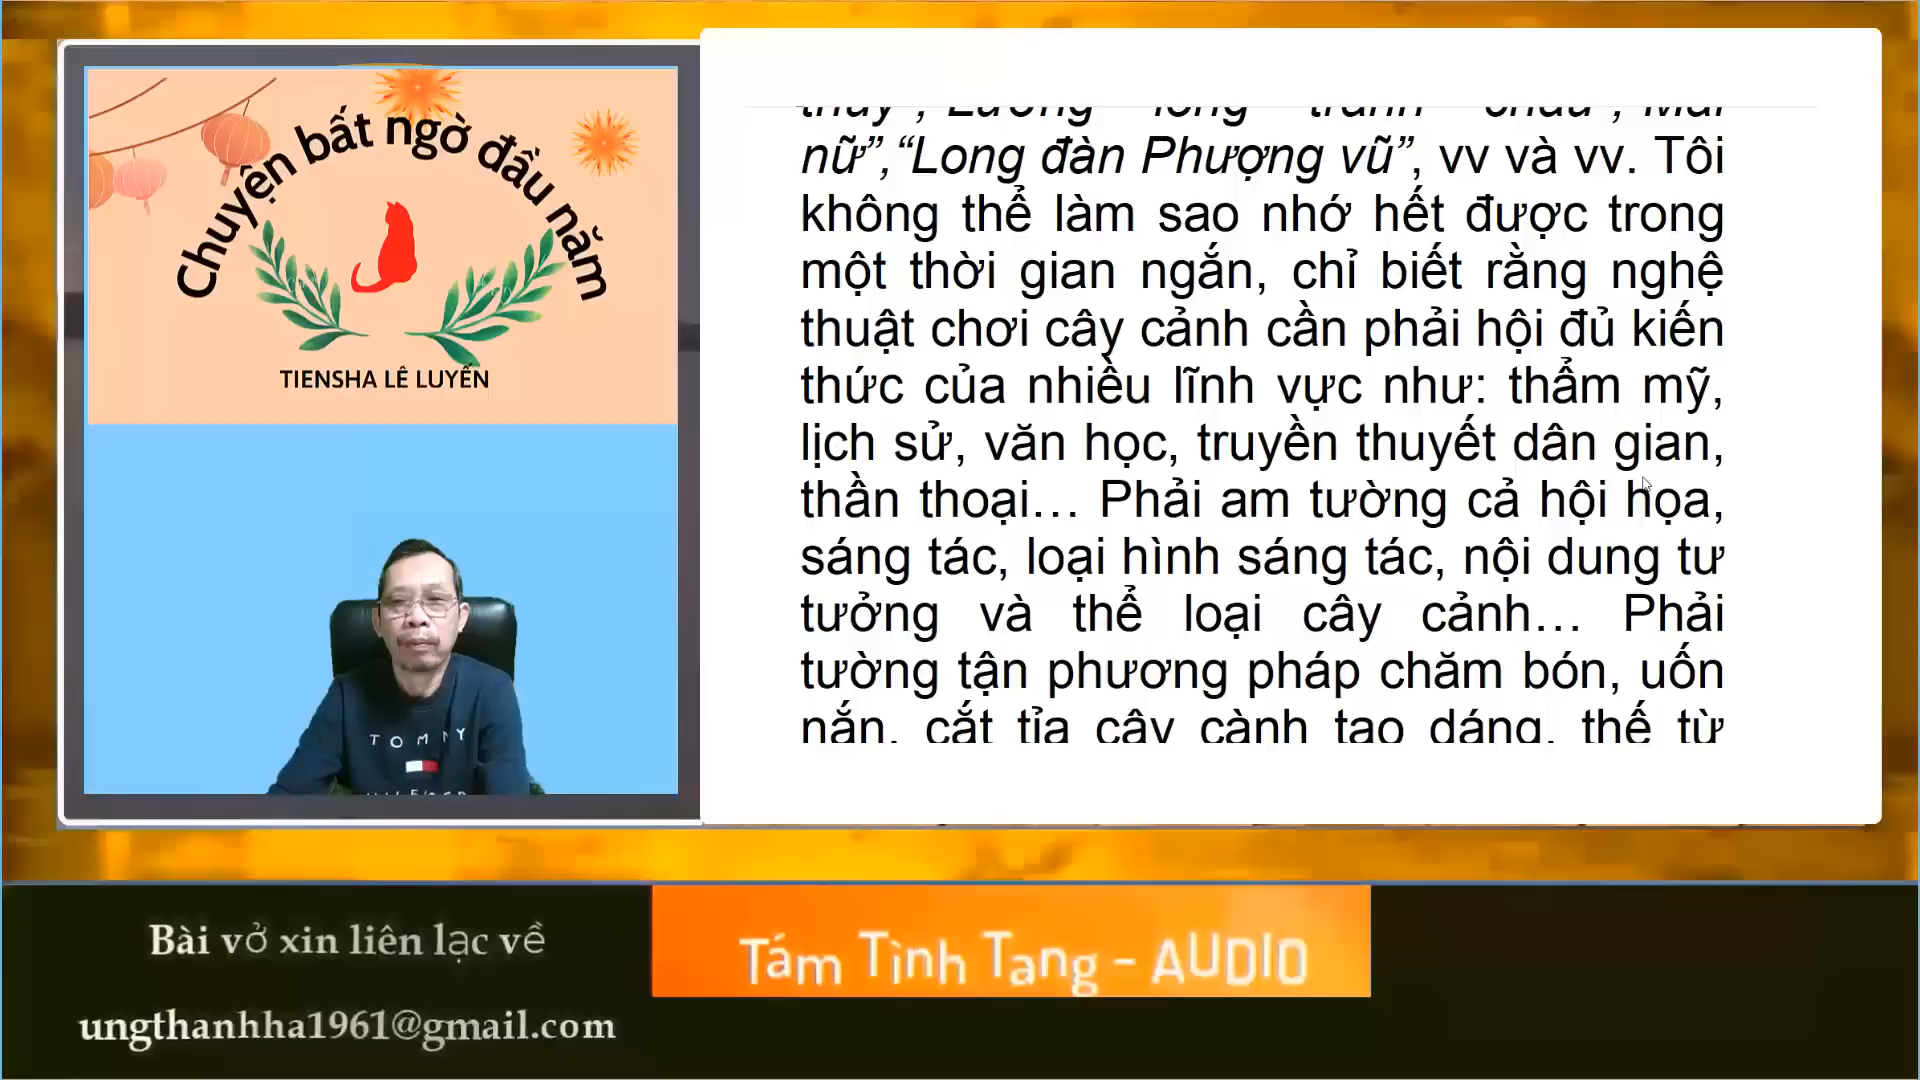 Chuyện bất ngờ đầu năm
TIENSHA LÊ LUYẾN
TOMMY
nữ”,“Long đàn Phượng vũ”, vv và vv. Tôi
không thể làm sao nhớ hết được trong
một thời gian ngắn, chỉ biết rằng nghệ
thuật chơi cây cảnh cần phải hội đủ kiến
thức của nhiều lĩnh vực như: thẩm mỹ,
lịch sử, văn học, truyền thuyết dân gian,
thần thoại… Phải am tường cả hội họa,
sáng tác, loại hình sáng tác, nội dung tư
tưởng và thể loại cây cảnh… Phải
tường tận phương pháp chăm bón, uốn
nắn, cắt tỉa cây cành tạo dáng, thế từ
Bài vở xin liên lạc về
ungthanhha1961@gmail.com
Tám Tình Tang - AUDIO